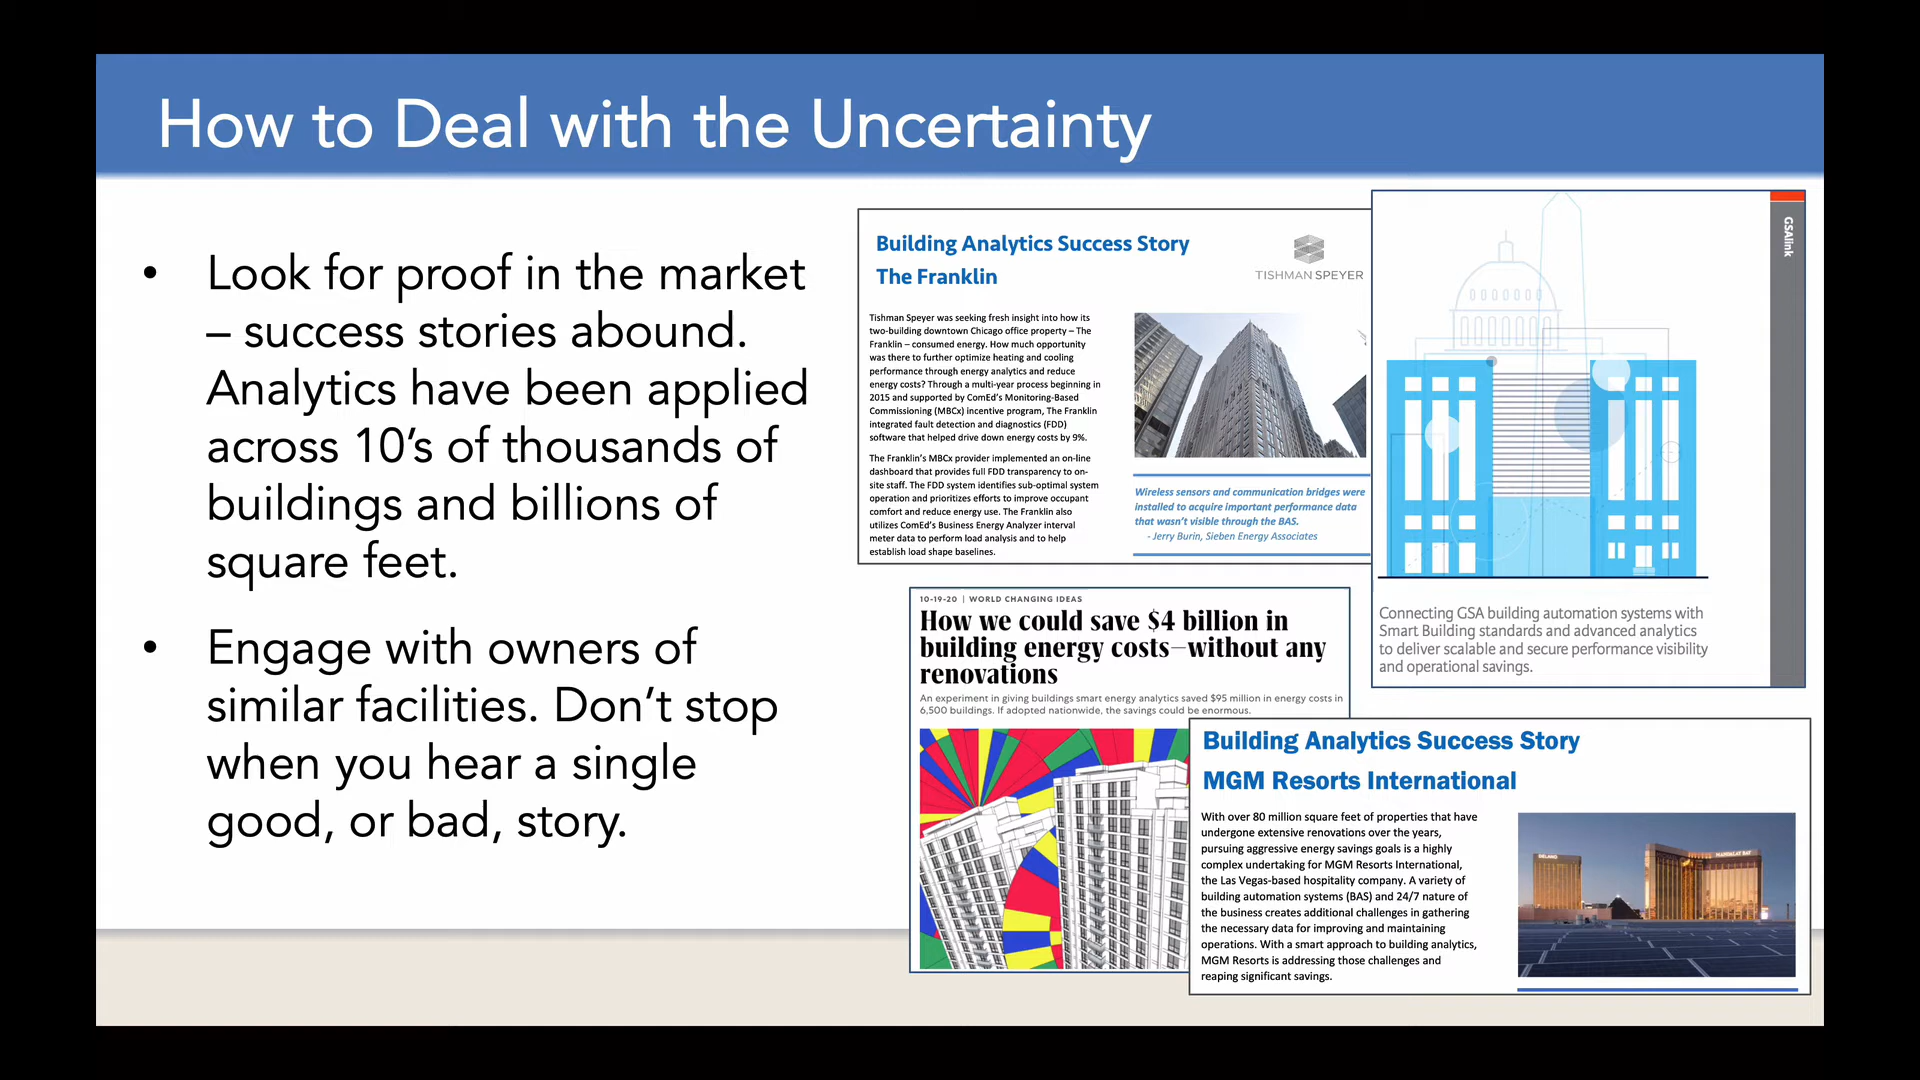 How to Deal with the Uncertainty
• Look for proof in the market
– success stories abound.
Analytics have been applied
across 10’s of thousands of
buildings and billions of
square feet.
• Engage with owners of
similar facilities. Don’t stop
when you hear a single
good, or bad, story.
Building Analytics Success Story
The Franklin
TISHMAN SPEYER
Tishman Speyer was seeking fresh insight into how its
two-building downtown Chicago office property – The
Franklin – consumed energy. How much opportunity
was there to further optimize heating and cooling
performance through energy analytics and reduce
energy costs? Through a multi-year process beginning in
2015 and supported by ComEd’s Monitoring-Based
Commissioning (MBCx) incentive program, The Franklin
integrated fault detection and diagnostics (FDD)
software that helped drive down energy costs by 9%.
The Franklin’s MBCx provider implemented an on-line
dashboard that provides full FDD transparency to on-
site staff. The FDD system identifies sub-optimal system
operation and prioritizes efforts to improve occupant
comfort and reduce energy use. The Franklin also
utilizes ComEd’s Business Energy Analyzer interval
meter data to perform load analysis and to help
establish load shape baselines.
Wireless sensors and communication bridges were
installed to acquire important performance data
that wasn’t visible through the BAS.
- Jerry Burin, Sieben Energy Associates
GSAlink
Connecting GSA building automation systems with
Smart Building standards and advanced analytics
to deliver scalable and secure performance visibility
and operational savings.
10-19-20 | WORLD CHANGING IDEAS
How we could save $4 billion in
building energy costs—without any
renovations
An experiment in giving buildings smart energy analytics saved $95 million in energy costs in
6,500 buildings. If adopted nationwide, the savings could be enormous.
Building Analytics Success Story
MGM Resorts International
With over 80 million square feet of properties that have
undergone extensive renovations over the years,
pursuing aggressive energy savings goals is a highly
complex undertaking for MGM Resorts International,
the Las Vegas-based hospitality company. A variety of
building automation systems (BAS) and 24/7 nature of
the business creates additional challenges in gathering
the necessary data for improving and maintaining
operations. With a smart approach to building analytics,
MGM Resorts is addressing those challenges and
reaping significant savings.
DELANO
MANDALAY BAY